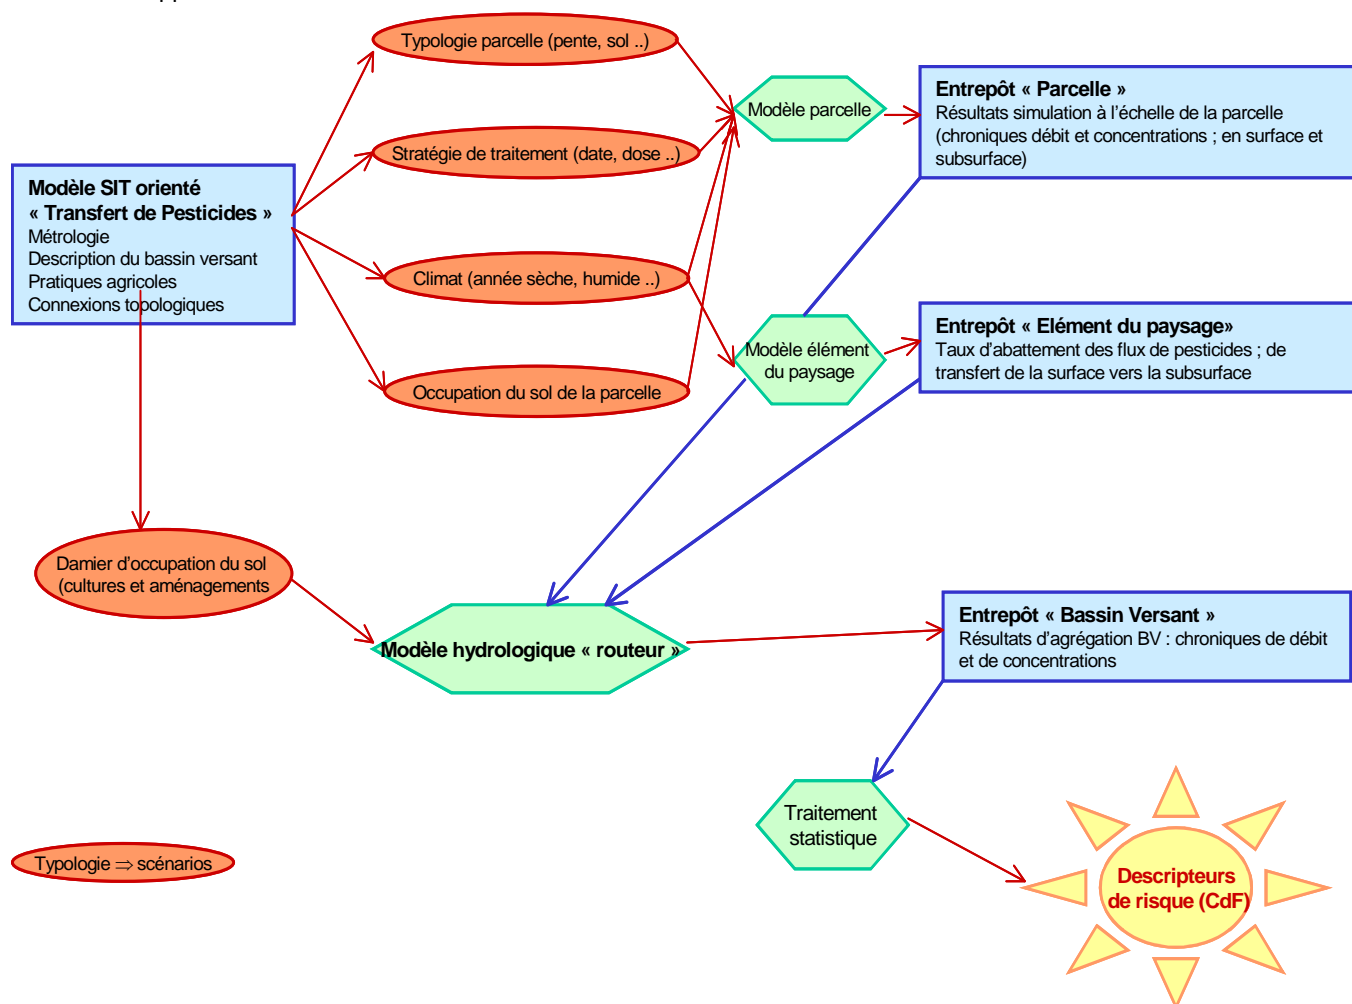 Typologie parcelle (pente, sol ..)
Modèle parcelle
Entrepôt « Parcelle »
Résultats simulation à l'échelle de la parcelle
(chroniques débit et concentrations ; en surface et
subsurface)
Stratégie de traitement (date, dose ..)
Modèle SIT orienté
« Transfert de Pesticides »
Métrologie
Description du bassin versant
Pratiques agricoles
Connexions topologiques
Climat (année sèche, humide ..)
Modèle élément
du paysage
Entrepôt « Elément du paysage»
Taux d'abattement des flux de pesticides ; de
transfert de la surface vers la subsurface
Occupation du sol de la parcelle
Damier d'occupation du sol
(cultures et aménagements
Modèle hydrologique « routeur »
Entrepôt « Bassin Versant »
Résultats d'agrégation BV : chroniques de débit
et de concentrations
Traitement
statistique
Typologie ⇒ scénarios
Descripteurs
de risque (CdF)